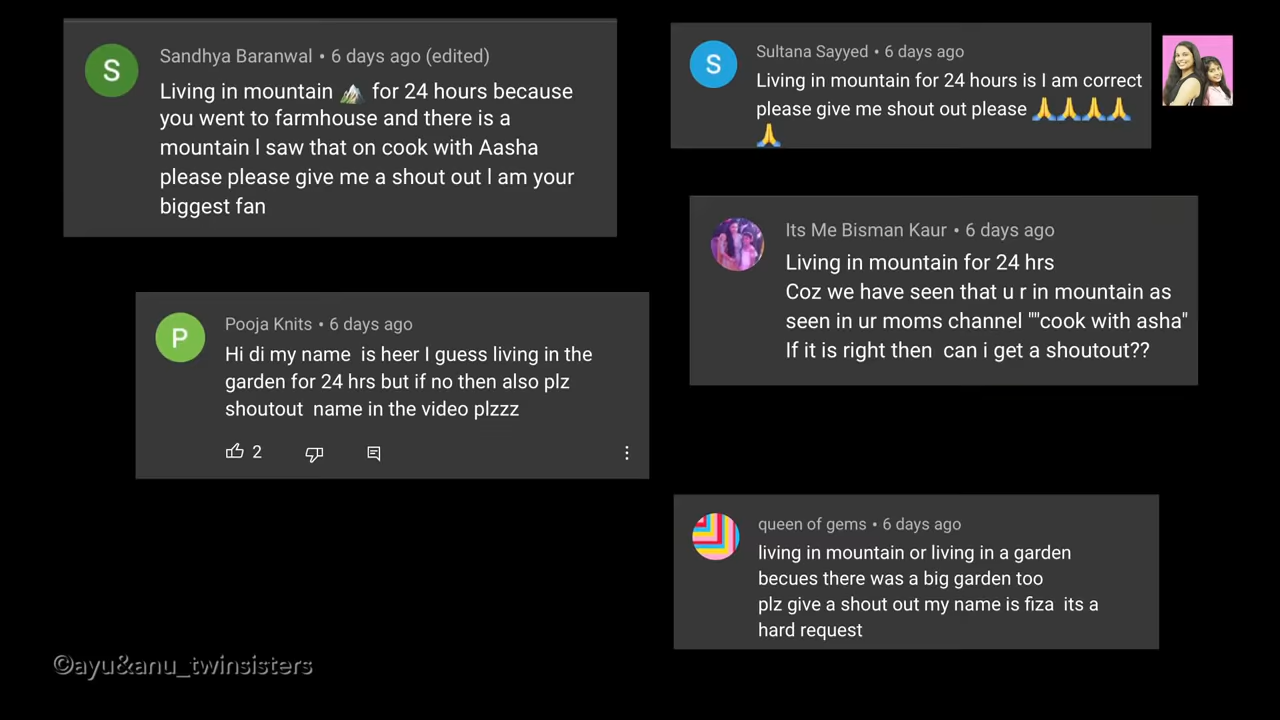 S
Sandhya Baranwal • 6 days ago (edited)
Living in mountain ⛰️ for 24 hours because
you went to farmhouse and there is a
mountain I saw that on cook with Aasha
please please give me a shout out I am your
biggest fan
S
Sultana Sayyed • 6 days ago
Living in mountain for 24 hours is I am correct
please give me shout out please 🙏🙏🙏🙏
🙏
Its Me Bisman Kaur • 6 days ago
Living in mountain for 24 hrs
Coz we have seen that u r in mountain as
seen in ur moms channel ""cook with asha"
If it is right then can i get a shoutout??
P
Pooja Knits • 6 days ago
Hi di my name is heer I guess living in the
garden for 24 hrs but if no then also plz
shoutout name in the video plzzz
2
queen of gems • 6 days ago
living in mountain or living in a garden
becues there was a big garden too
plz give a shout out my name is fiza its a
hard request
©ayu&anu_twinsisters